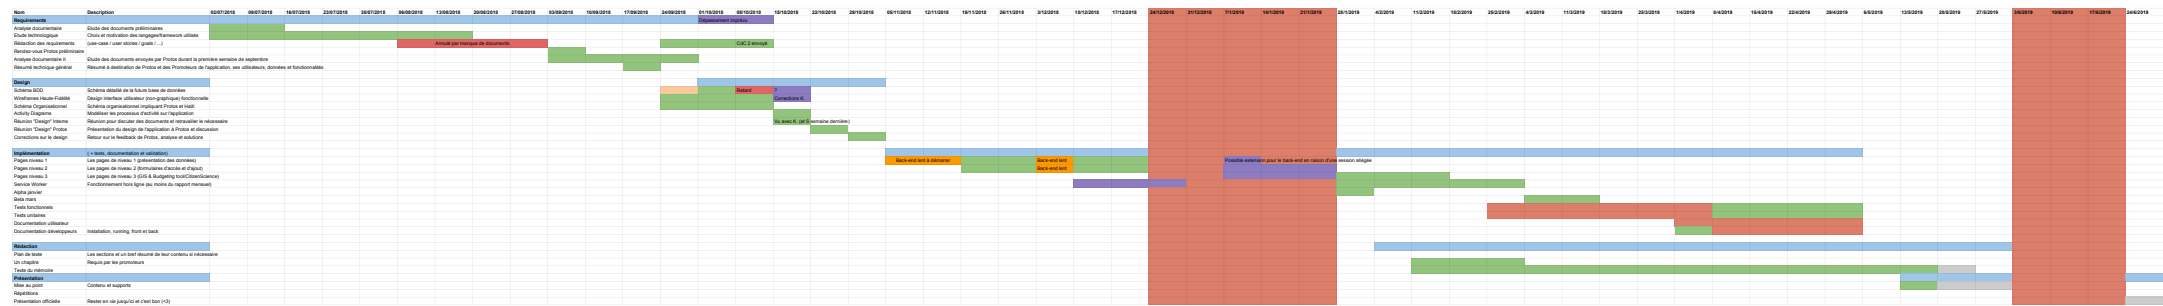 Nom Description 02/07/2018 09/07/2018 16/07/2018 23/07/2018 30/07/2018 06/08/2018 13/08/2018 20/08/2018 27/08/2018 03/09/2018 10/09/2018 17/09/2018 24/09/2018 01/10/2018 08/10/2018 15/10/2018 22/10/2018 29/10/2018 05/11/2018 12/11/2018 19/11/2018 26/11/2018 3/12/2018 10/12/2018 17/12/2018 24/12/2018 31/12/2018 7/1/2019 14/1/2019 21/1/2019 28/1/2019 4/2/2019 11/2/2019 18/2/2019 25/2/2019 4/3/2019 11/3/2019 18/3/2019 25/3/2019 1/4/2019 8/4/2019 15/4/2019 22/4/2019 29/4/2019 6/5/2019 13/5/2019 20/5/2019 27/5/2019 3/6/2019 10/6/2019 17/6/2019 24/6/2019
Requirements Dépassement imprévu
Analyse documentaire Etude des documents préliminaires
Etude technologique Choix et motivation des langages/framework utilisés
Rédaction des requirements (use-case / user stories / goals / ...) Annulé par manque de documents CdC 2 envoyé
Rendez-vous Protos préliminaire
Analyse documentaire II Etude des documents envoyés par Protos durant la première semaine de septembre
Résumé technique général Résumé à destination de Protos et des Promoteurs de l'application, ses utilisateurs, données et fonctionnalités
Design
Schéma BDD Schéma détaillé de la future base de données Retard ?
Wireframes Haute-Fidélité Design interface utilisateur (non-graphique) fonctionnelle Corrections K.
Schéma Organisationnel Schéma organisationnel impliquant Protos et Haïti
Activity Diagrams Modéliser les processus d'activité sur l'application
Réunion "Design" Interne Réunion pour discuter des documents et retravailler le nécessaire Vu avec K. (et S semaine dernière)
Réunion "Design" Protos Présentation du design de l'application à Protos et discussion
Corrections sur le design Retour sur le feedback de Protos, analyse et solutions
Implémentation ( + tests, documentation et validation)
Pages niveau 1 Les pages de niveau 1 (présentation des données) Back-end lent à démarrer Back-end lent Possible extension pour le back-end en raison d'une session allégée
Pages niveau 2 Les pages de niveau 2 (formulaires d'accès et d'ajout) Back-end lent
Pages niveau 3 Les pages de niveau 3 (GIS & Budgeting tool/CitizenScience)
Service Worker Fonctionnement hors ligne (au moins du rapport mensuel)
Alpha janvier
Beta mars
Tests fonctionnels
Tests unitaires
Documentation utilisateur
Documentation développeurs Installation, running, front et back
Rédaction
Plan de texte Les sections et un bref résumé de leur contenu si nécessaire
Un chapitre Requis par les promoteurs
Texte du mémoire
Présentation
Mise au point Contenu et supports
Répétitions
Présentation officielle Rester en vie jusqu'ici et c'est bon (<3)